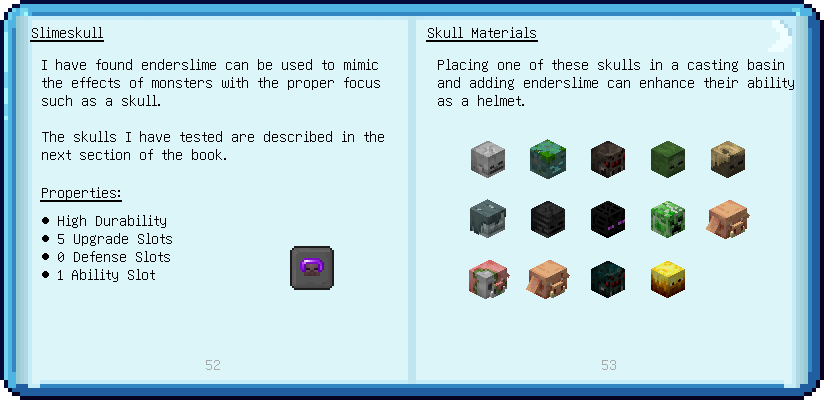 Slimeskull
I have found enderslime can be used to mimic
the effects of monsters with the proper focus
such as a skull.
The skulls I have tested are described in the
next section of the book.
Properties:
● High Durability
● 5 Upgrade Slots
● 0 Defense Slots
● 1 Ability Slot
52
Skull Materials
Placing one of these skulls in a casting basin
and adding enderslime can enhance their ability
as a helmet.
53